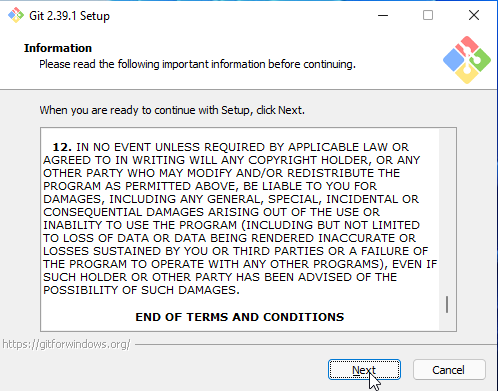 Git 2.39.1 Setup
Information
Please read the following important information before continuing.
When you are ready to continue with Setup, click Next.
12. IN NO EVENT UNLESS REQUIRED BY APPLICABLE LAW OR
AGREED TO IN WRITING WILL ANY COPYRIGHT HOLDER, OR ANY
OTHER PARTY WHO MAY MODIFY AND/OR REDISTRIBUTE THE
PROGRAM AS PERMITTED ABOVE, BE LIABLE TO YOU FOR
DAMAGES, INCLUDING ANY GENERAL, SPECIAL, INCIDENTAL OR
CONSEQUENTIAL DAMAGES ARISING OUT OF THE USE OR
INABILITY TO USE THE PROGRAM (INCLUDING BUT NOT LIMITED
TO LOSS OF DATA OR DATA BEING RENDERED INACCURATE OR
LOSSES SUSTAINED BY YOU OR THIRD PARTIES OR A FAILURE OF
THE PROGRAM TO OPERATE WITH ANY OTHER PROGRAMS), EVEN IF
SUCH HOLDER OR OTHER PARTY HAS BEEN ADVISED OF THE
POSSIBILITY OF SUCH DAMAGES.
END OF TERMS AND CONDITIONS
https://gitforwindows.org/
Next
Cancel